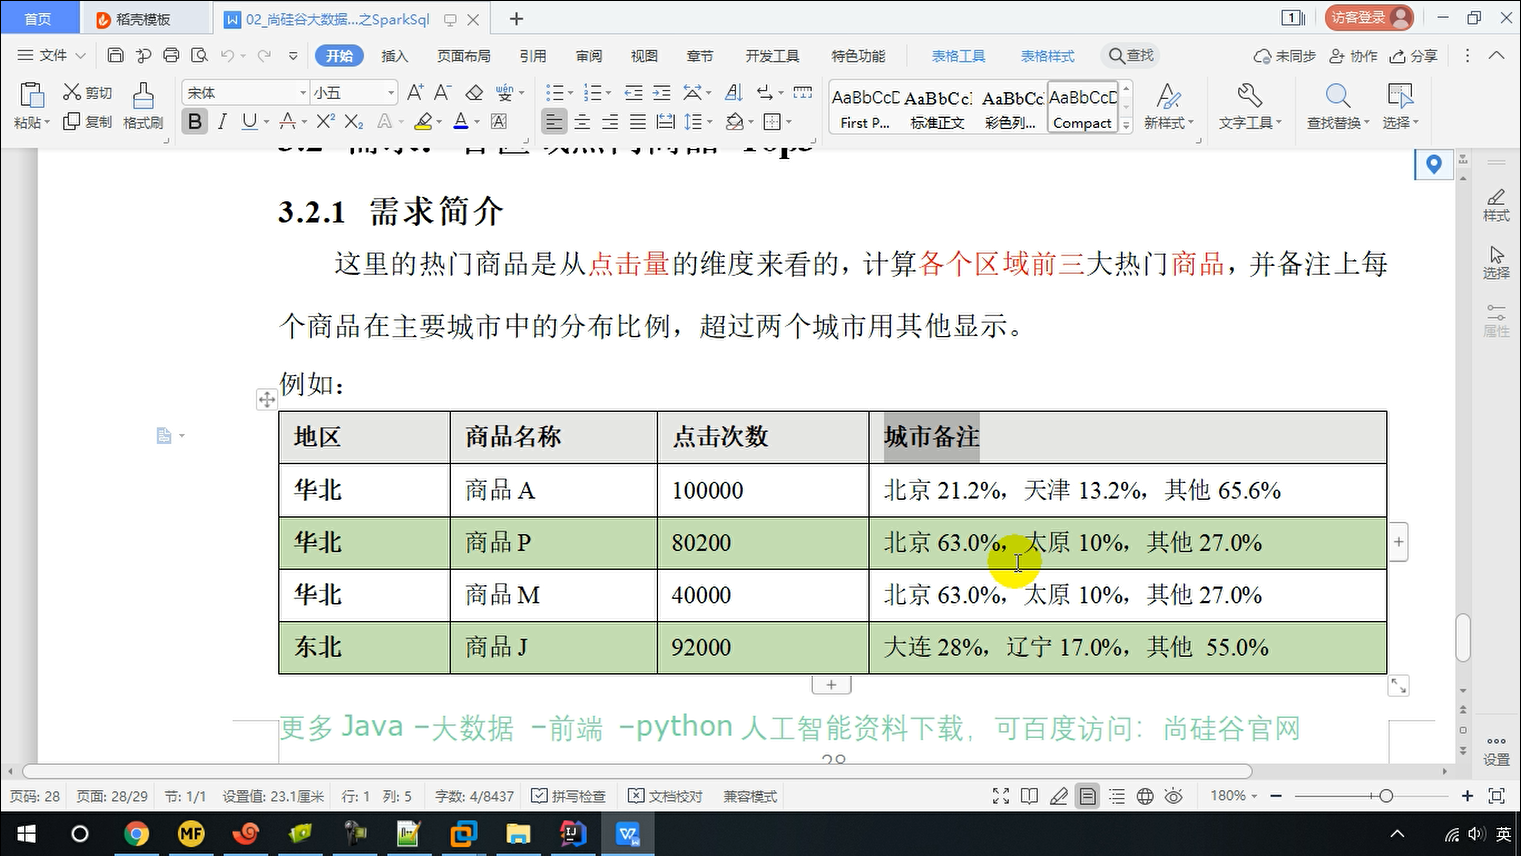 首页
稻壳模板
02_尚硅谷大数据...之SparkSql
访客登录
文件
开始
插入
页面布局
引用
审阅
视图
章节
开发工具
特色功能
表格工具
表格样式
查找
未同步
协作
分享
粘贴
剪切
复制
格式刷
宋体
小五
AaBbCcD
First P...
AaBbCcI
标准正文
AaBbCc
彩色列...
AaBbCcD
Compact
新样式
文字工具
查找替换
选择
3.2.1 需求简介
这里的热门商品是从点击量的维度来看的，计算各个区域前三大热门商品，并备注上每
个商品在主要城市中的分布比例，超过两个城市用其他显示。
例如：
地区 商品名称 点击次数 城市备注
华北 商品 A 100000 北京 21.2%，天津 13.2%，其他 65.6%
华北 商品 P 80200 北京 63.0%，太原 10%，其他 27.0%
华北 商品 M 40000 北京 63.0%，太原 10%，其他 27.0%
东北 商品 J 92000 大连 28%，辽宁 17.0%，其他 55.0%
更多 Java –大数据 –前端 –python 人工智能资料下载，可百度访问：尚硅谷官网
样式
选择
属性
设置
页码: 28 页面: 28/29 节: 1/1 设置值: 23.1厘米 行: 1 列: 5 字数: 4/8437 拼写检查 文档校对 兼容模式 180%
英